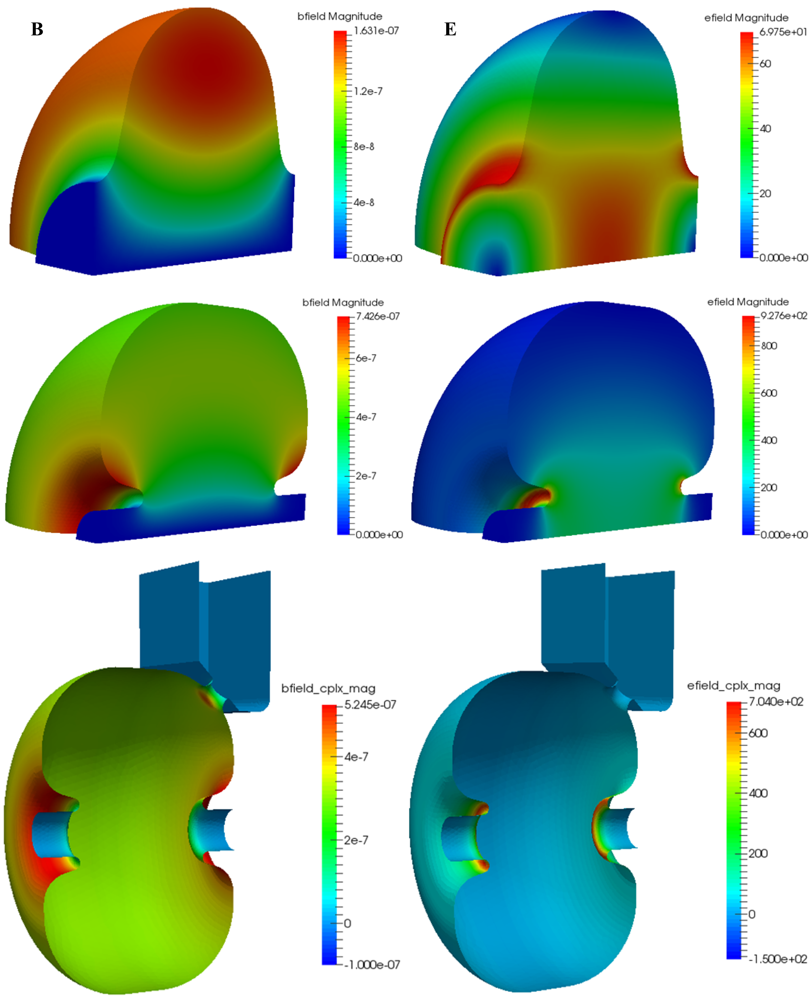 B
bfield Magnitude
1.631e-07
1.2e-7
8e-8
4e-8
0.000e+00
E
efield Magnitude
6.975e+01
60
40
20
0.000e+00
bfield Magnitude
7.426e-07
6e-7
4e-7
2e-7
0.000e+00
efield Magnitude
9.276e+02
800
600
400
200
0.000e+00
bfield_cplx_mag
5.245e-07
4e-7
2e-7
0
-1.000e-07
efield_cplx_mag
7.040e+02
600
400
200
0
-1.500e+02